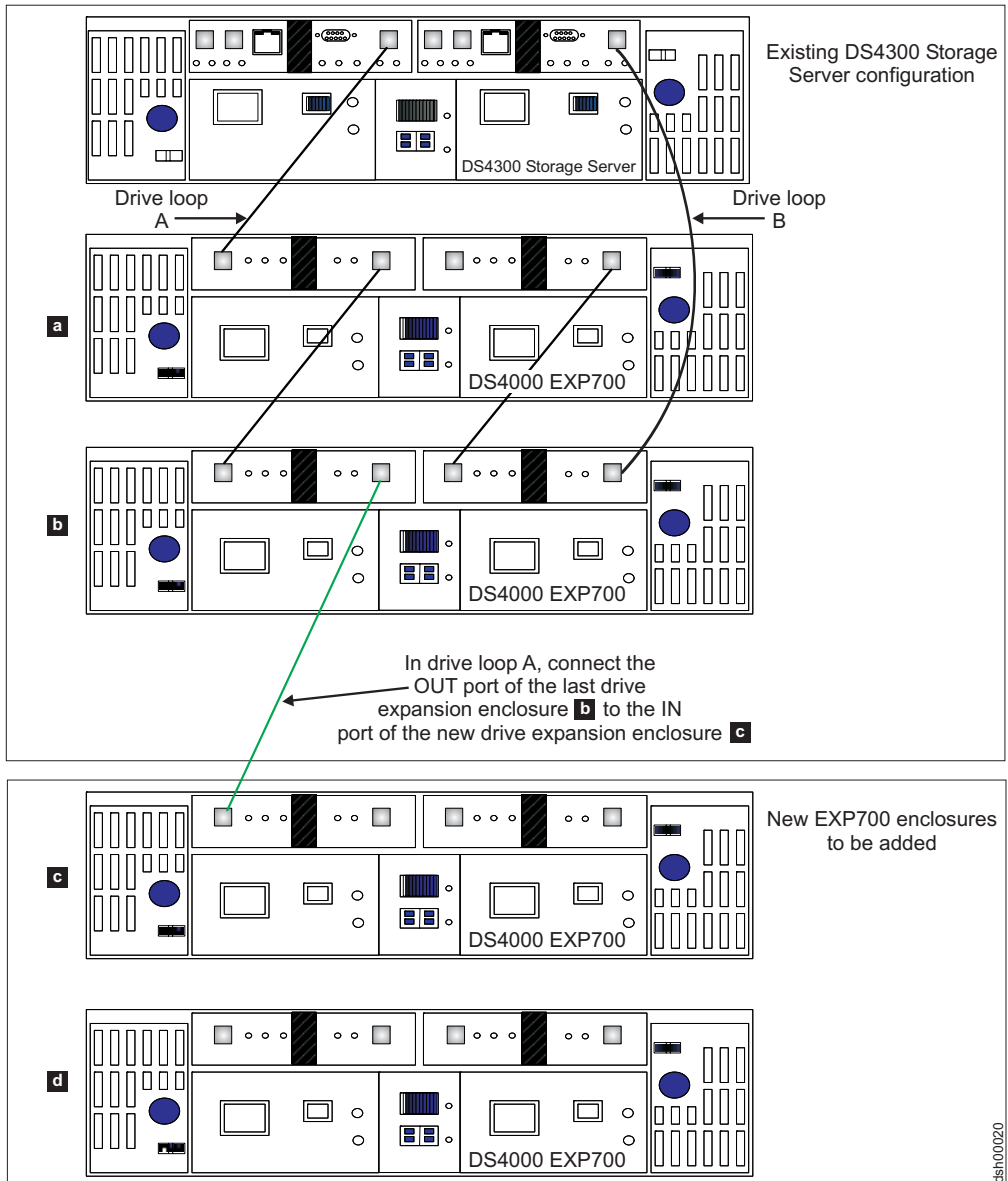 Existing DS4300 Storage
Server configuration
DS4300 Storage Server
Drive loop
A
Drive loop
B
a
DS4000 EXP700
b
DS4000 EXP700
In drive loop A, connect the
OUT port of the last drive
expansion enclosure b to the IN
port of the new drive expansion enclosure c
New EXP700 enclosures
to be added
c
DS4000 EXP700
d
DS4000 EXP700
dsh00020